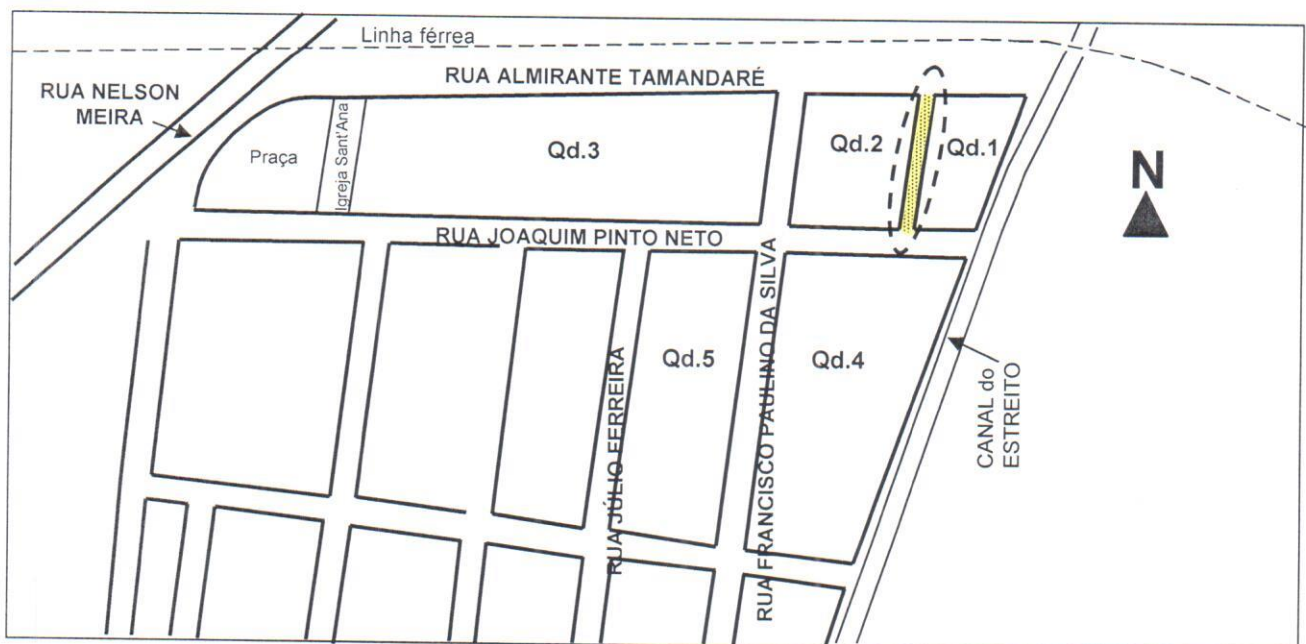 Linha férrea
RUA ALMIRANTE TAMANDARÉ
RUA NELSON
MEIRA
Praça
Igreja Sant'Ana
Qd.3
Qd.2
Qd.1
N
RUA JOAQUIM PINTO NETO
RUA JÚLIO FERREIRA
Qd.5
RUA FRANCISCO PAULINO DA SILVA
Qd.4
CANAL do
ESTREITO